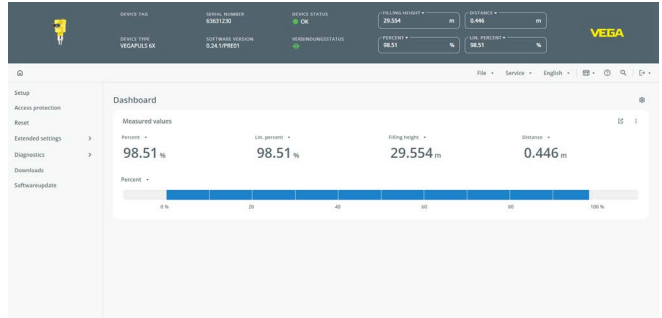 DEVICE TAG
SERIAL NUMBER
63631230
DEVICE STATUS
OK
FILLING HEIGHT
29.554 m
DISTANCE
0.446 m
VEGA
DEVICE TYPE
VEGAPULS 6X
SOFTWARE VERSION
0.24.1/PRE01
VERBINDUNGSSTATUS
PERCENT
98.51 %
LIN. PERCENT
98.51 %
File Service English
Setup
Access protection
Reset
Extended settings
Diagnostics
Downloads
Softwareupdate
Dashboard
Measured values
Percent Lin. percent Filling height Distance
98.51 % 98.51 % 29.554 m 0.446 m
Percent
0 % 20 40 60 80 100 %